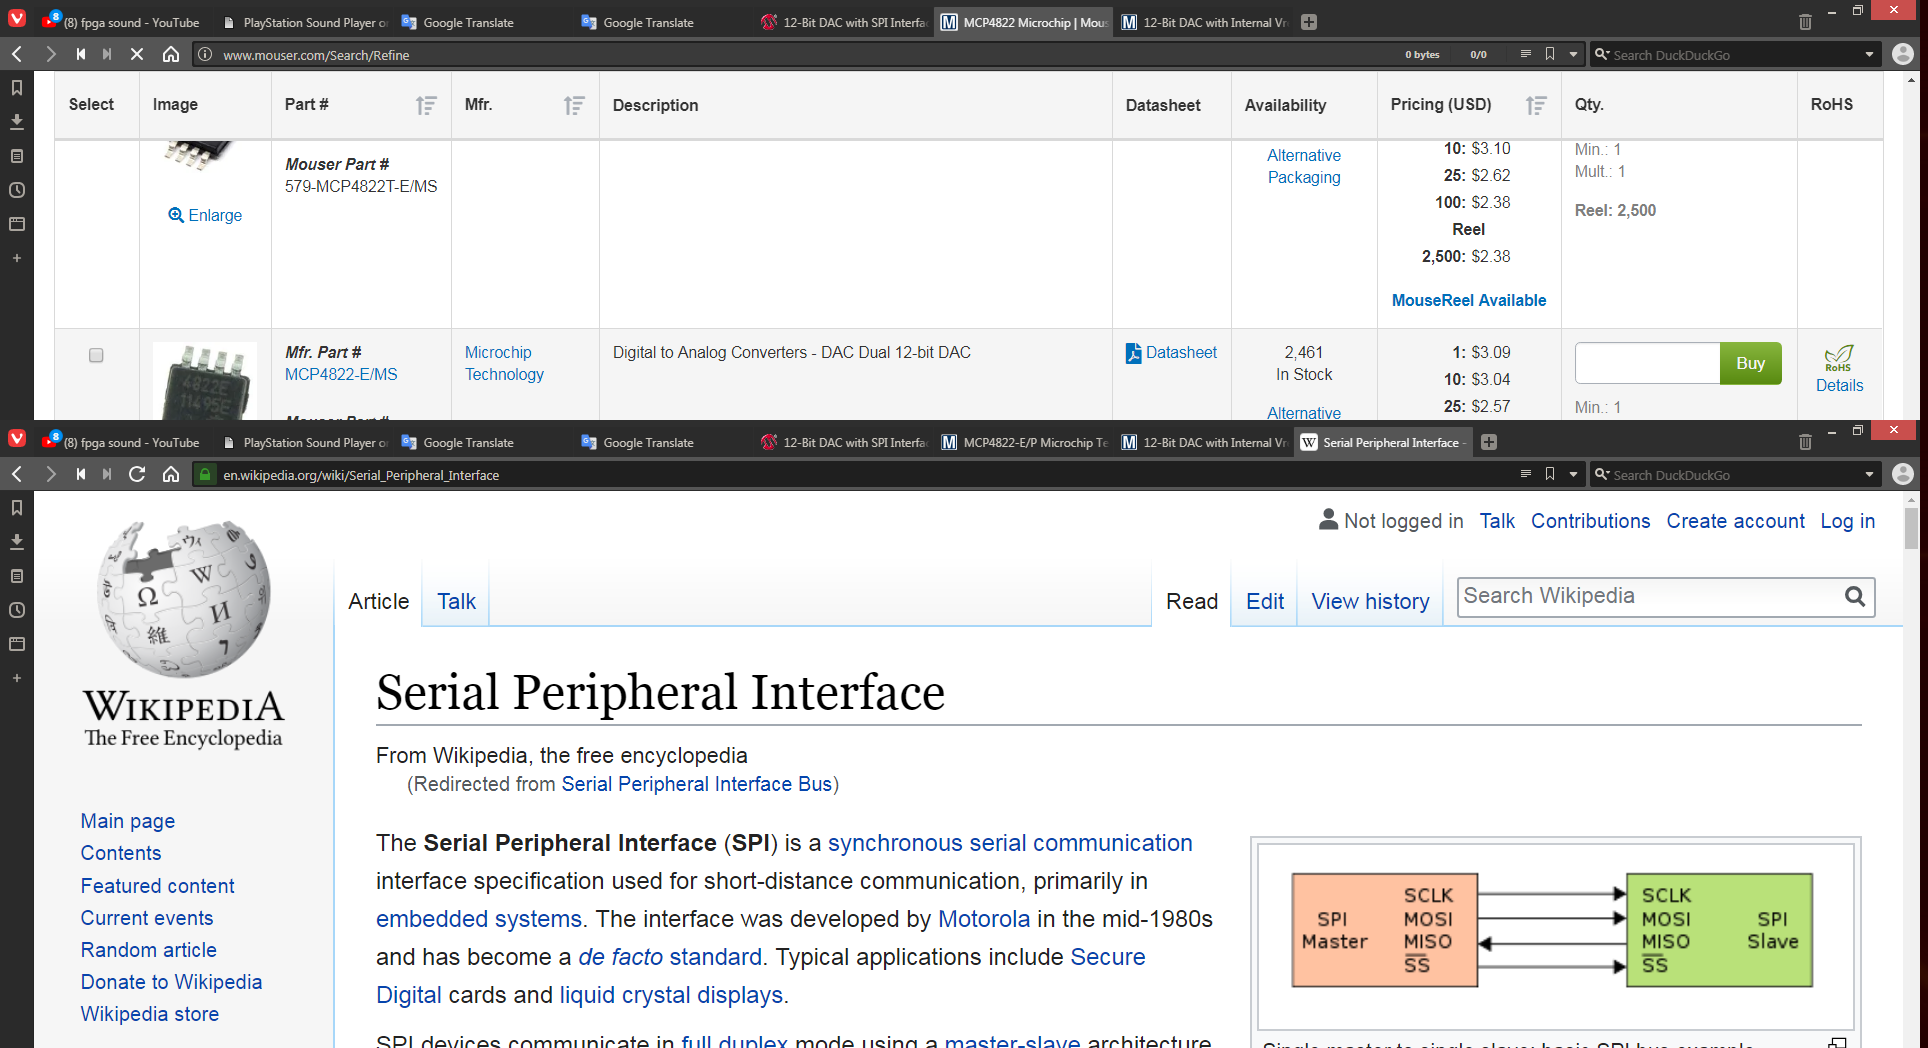 (8) fpga sound - YouTube
PlayStation Sound Player o
Google Translate
Google Translate
12-Bit DAC with SPI Interfac
MCP4822 Microchip | Mous
12-Bit DAC with Internal Vr
www.mouser.com/Search/Refine
0 bytes
0/0
Search DuckDuckGo
Select
Image
Part #
Mfr.
Description
Datasheet
Availability
Pricing (USD)
Qty.
RoHS
Mouser Part #
579-MCP4822T-E/MS
Enlarge
Alternative
Packaging
10: $3.10
25: $2.62
100: $2.38
Reel
2,500: $2.38
MouseReel Available
Min.: 1
Mult.: 1
Reel: 2,500
4822E
11495E
Mfr. Part #
MCP4822-E/MS
Mouser Part #
Microchip
Technology
Digital to Analog Converters - DAC Dual 12-bit DAC
Datasheet
2,461
In Stock
Alternative
1: $3.09
10: $3.04
25: $2.57
Buy
Min.: 1
RoHS
Details
(8) fpga sound - YouTube
PlayStation Sound Player o
Google Translate
Google Translate
12-Bit DAC with SPI Interfac
MCP4822-E/P Microchip Te
12-Bit DAC with Internal Vr
Serial Peripheral Interface -
en.wikipedia.org/wiki/Serial_Peripheral_Interface
Search DuckDuckGo
Not logged in Talk Contributions Create account Log in
Article
Talk
Read
Edit
View history
Search Wikipedia
Ω
W
И
維
7
WIKIPEDIA
The Free Encyclopedia
Main page
Contents
Featured content
Current events
Random article
Donate to Wikipedia
Wikipedia store
Serial Peripheral Interface
From Wikipedia, the free encyclopedia
(Redirected from Serial Peripheral Interface Bus)
The Serial Peripheral Interface (SPI) is a synchronous serial communication
interface specification used for short-distance communication, primarily in
embedded systems. The interface was developed by Motorola in the mid-1980s
and has become a de facto standard. Typical applications include Secure
Digital cards and liquid crystal displays.
SPI devices communicate in full duplex mode using a master-slave architecture
SPI
Master
SCLK
MOSI
MISO
SS
SCLK
MOSI
MISO
SS
SPI
Slave
Single master to single slave: basic SPI bus example